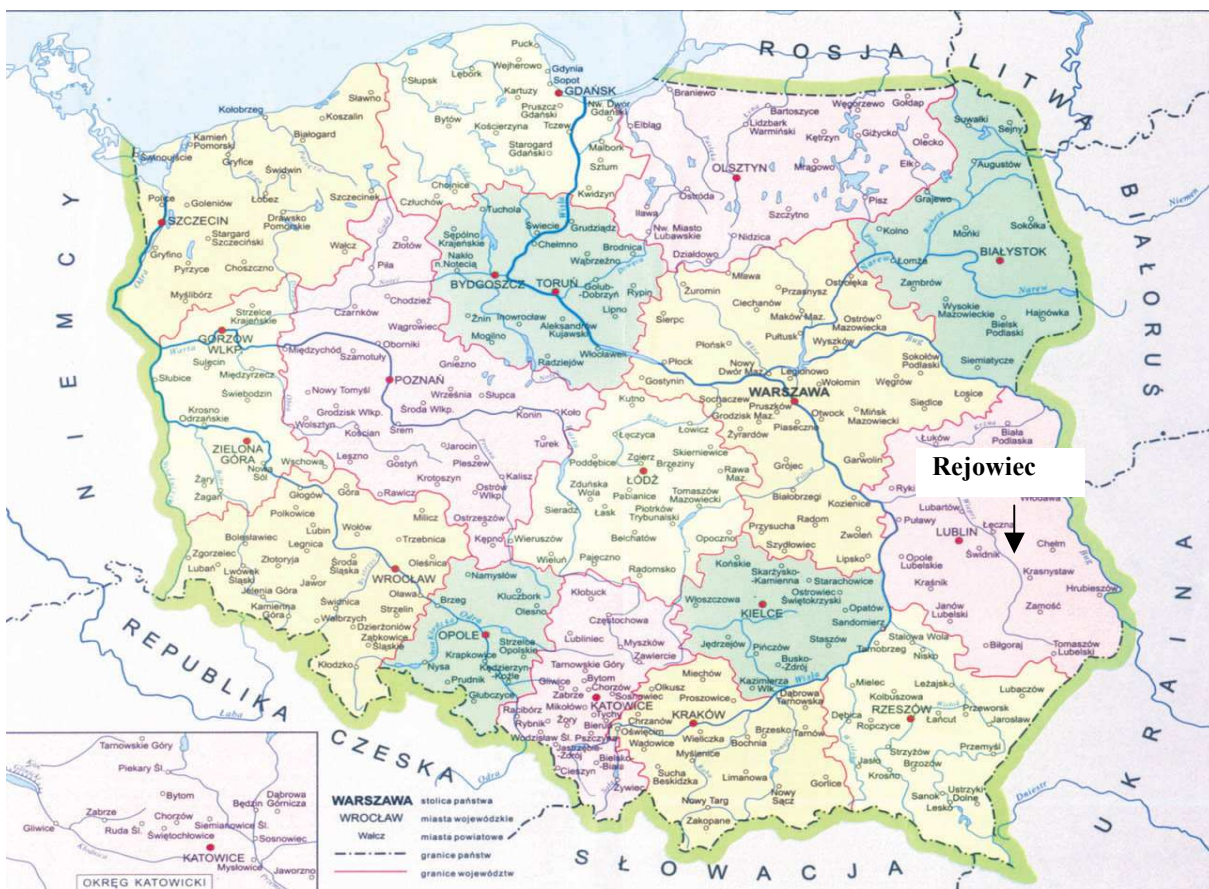 ROSJA
LITWA
BIAŁORUŚ
UKRAINA
SŁOWACJA
REPUBLIKA
CZESKA
NIEMCY
Puck
Wejherowo
Lębork
Słupsk
Gdynia
Sopot
GDAŃSK
Kartuzy
Pruszcz
Gdański
Nw. Dwór
Gdański
Bytów
Kościerzyna
Tczew
Starogard
Gdański
Malbork
Sztum
Kwidzyn
Chojnice
Człuchów
Sławno
Koszalin
Kołobrzeg
Białogard
Kamień
Pomorski
Świnoujście
Gryfice
Świdwin
Police
Goleniów
Łobez
Szczecinek
SZCZECIN
Drawsko
Pomorskie
Stargard
Szczeciński
Wałcz
Gryfino
Pyrzyce
Choszczno
Myślibórz
Odra
Braniewo
Bartoszyce
Węgorzewo
Gołdap
Elbląg
Lidzbark
Warmiński
Kętrzyn
Giżycko
Olecko
Mrągowo
Ełk
OLSZTYN
Ostróda
Iława
Szczytno
Pisz
Nw. Miasto
Lubawskie
Nidzica
Działdowo
Suwałki
Sejny
Augustów
Grajewo
Kolno
Mońki
Sokółka
BIAŁYSTOK
Łomża
Zambrów
Wysokie
Mazowieckie
Bielsk
Podlaski
Hajnówka
Siemiatycze
Narew
Narew
Biebrza
Niemen
Tuchola
Sępólno
Krajeńskie
Świecie
Grudziądz
Chełmno
Brodnica
Nakło
n.Notecią
Wąbrzeźno
BYDGOSZCZ
TORUŃ
Golub-
Dobrzyń
Rypin
Lipno
Żnin
Inowrocław
Aleksandrów
Kujawski
Mogilno
Radziejów
Włocławek
Złotów
Piła
Czarnków
Chodzież
Wągrowiec
Międzychód
Oborniki
Szamotuły
Gniezno
POZNAŃ
Nowy Tomyśl
Września
Słupca
Grodzisk Wlkp.
Środa Wlkp.
Konin
Koło
Wolsztyn
Kościan
Śrem
Jarocin
Turek
Leszno
Gostyń
Pleszew
Krotoszyn
Kalisz
Rawicz
Ostrów
Wlkp.
Ostrzeszów
Kępno
Strzelce
Krajeńskie
GORZÓW
WLKP.
Warta
Sulęcin
Słubice
Międzyrzecz
Świebodzin
Krosno
Odrzańskie
ZIELONA
GÓRA
Nowa
Sól
Wschowa
Żary
Żagań
Mława
Żuromin
Przasnysz
Ostrołęka
Ciechanów
Maków Maz.
Sierpc
Ostrów
Mazowiecka
Pułtusk
Wyszków
Płońsk
Płock
Nowy
Dwór Maz.
Legionowo
Sokołów
Podlaski
Wołomin
Węgrów
Gostynin
WARSZAWA
Sochaczew
Siedlce
Łosice
Pruszków
Grodzisk Maz.
Otwock
Mińsk
Mazowiecki
Piaseczno
Żyrardów
Grójec
Garwolin
Białobrzegi
Kozienice
Przysucha
Radom
Zwoleń
Szydłowiec
Lipsko
Bug
Kutno
Łęczyca
Łowicz
Skierniewice
Zgierz
Brzeziny
Poddębice
ŁÓDŹ
Rawa
Maz.
Zduńska
Wola
Pabianice
Tomaszów
Mazowiecki
Sieradz
Łask
Piotrków
Trybunalski
Opoczno
Bełchatów
Wieruszów
Wieluń
Pajęczno
Radomsko
Łuków
Biała
Podlaska
Krzna
Rejowiec
Ryki
Włodawa
Lubartów
Puławy
Łęczna
LUBLIN
Świdnik
Chełm
Opole
Lubelskie
Krasnystaw
Kraśnik
Hrubieszów
Janów
Lubelski
Zamość
Biłgoraj
Tomaszów
Lubelski
Bug
Głogów
Góra
Polkowice
Lubin
Wołów
Milicz
Bolesławiec
Trzebnica
Zgorzelec
Legnica
Lubań
Złotoryja
Środa
Śląska
Oleśnica
Lwówek
Śląski
WROCŁAW
Jawor
Jelenia Góra
Oława
Kamienna
Góra
Świdnica
Strzelin
Wałbrzych
Dzierżoniów
Ząbkowice
Śląskie
Kłodzko
Namysłów
Brzeg
Kluczbork
Olesno
OPOLE
Krapkowice
Strzelce
Opolskie
Nysa
Kędzierzyn-
Koźle
Prudnik
Głubczyce
Odra
Kłobuck
Częstochowa
Lubliniec
Myszków
Zawiercie
Tarnowskie Góry
Gliwice
Bytom
Zabrze
Chorzów
Sosnowiec
KATOWICE
Mikołów
Tychy
Racibórz
Rybnik
Żory
Bieruń
Wodzisław Śl.
Pszczyna
Jastrzębie-
Zdrój
Bielsko-
Biała
Cieszyn
Żywiec
Końskie
Skarżysko-
Kamienna
Starachowice
Ostrowiec
Świętokrzyski
Włoszczowa
KIELCE
Opatów
Sandomierz
Jędrzejów
Pińczów
Staszów
Busko-
Zdrój
Kazimierza
Wlk.
Wisła
Miechów
Olkusz
Proszowice
Dąbrowa
Tarnowska
Chrzanów
KRAKÓW
Oświęcim
Wieliczka
Brzesko
Wadowice
Bochnia
Tarnów
Myślenice
Sucha
Beskidzka
Limanowa
Gorlice
Nowy Targ
Nowy
Sącz
Zakopane
Stalowa Wola
Tarnobrzeg
Nisko
Mielec
Leżajsk
Kolbuszowa
Lubaczów
RZESZÓW
Przeworsk
Dębica
Ropczyce
Łańcut
Jarosław
Strzyżów
Przemyśl
Jasło
Brzozów
Krosno
Sanok
Ustrzyki
Dolne
Lesko
Dniestr
Łaba
Odra
Tarnowskie Góry
Piekary Śl.
Bytom
Dąbrowa
Górnicza
Będzin
Zabrze
Chorzów
Siemianowice Śl.
Gliwice
Ruda Śl.
Świętochłowice
Sosnowiec
KATOWICE
Mysłowice
Jaworzno
Kłodnica
OKRĘG KATOWICKI
WARSZAWA stolica państwa
WROCŁAW miasta wojewódzkie
Wałcz miasta powiatowe
granice państw
granice województw